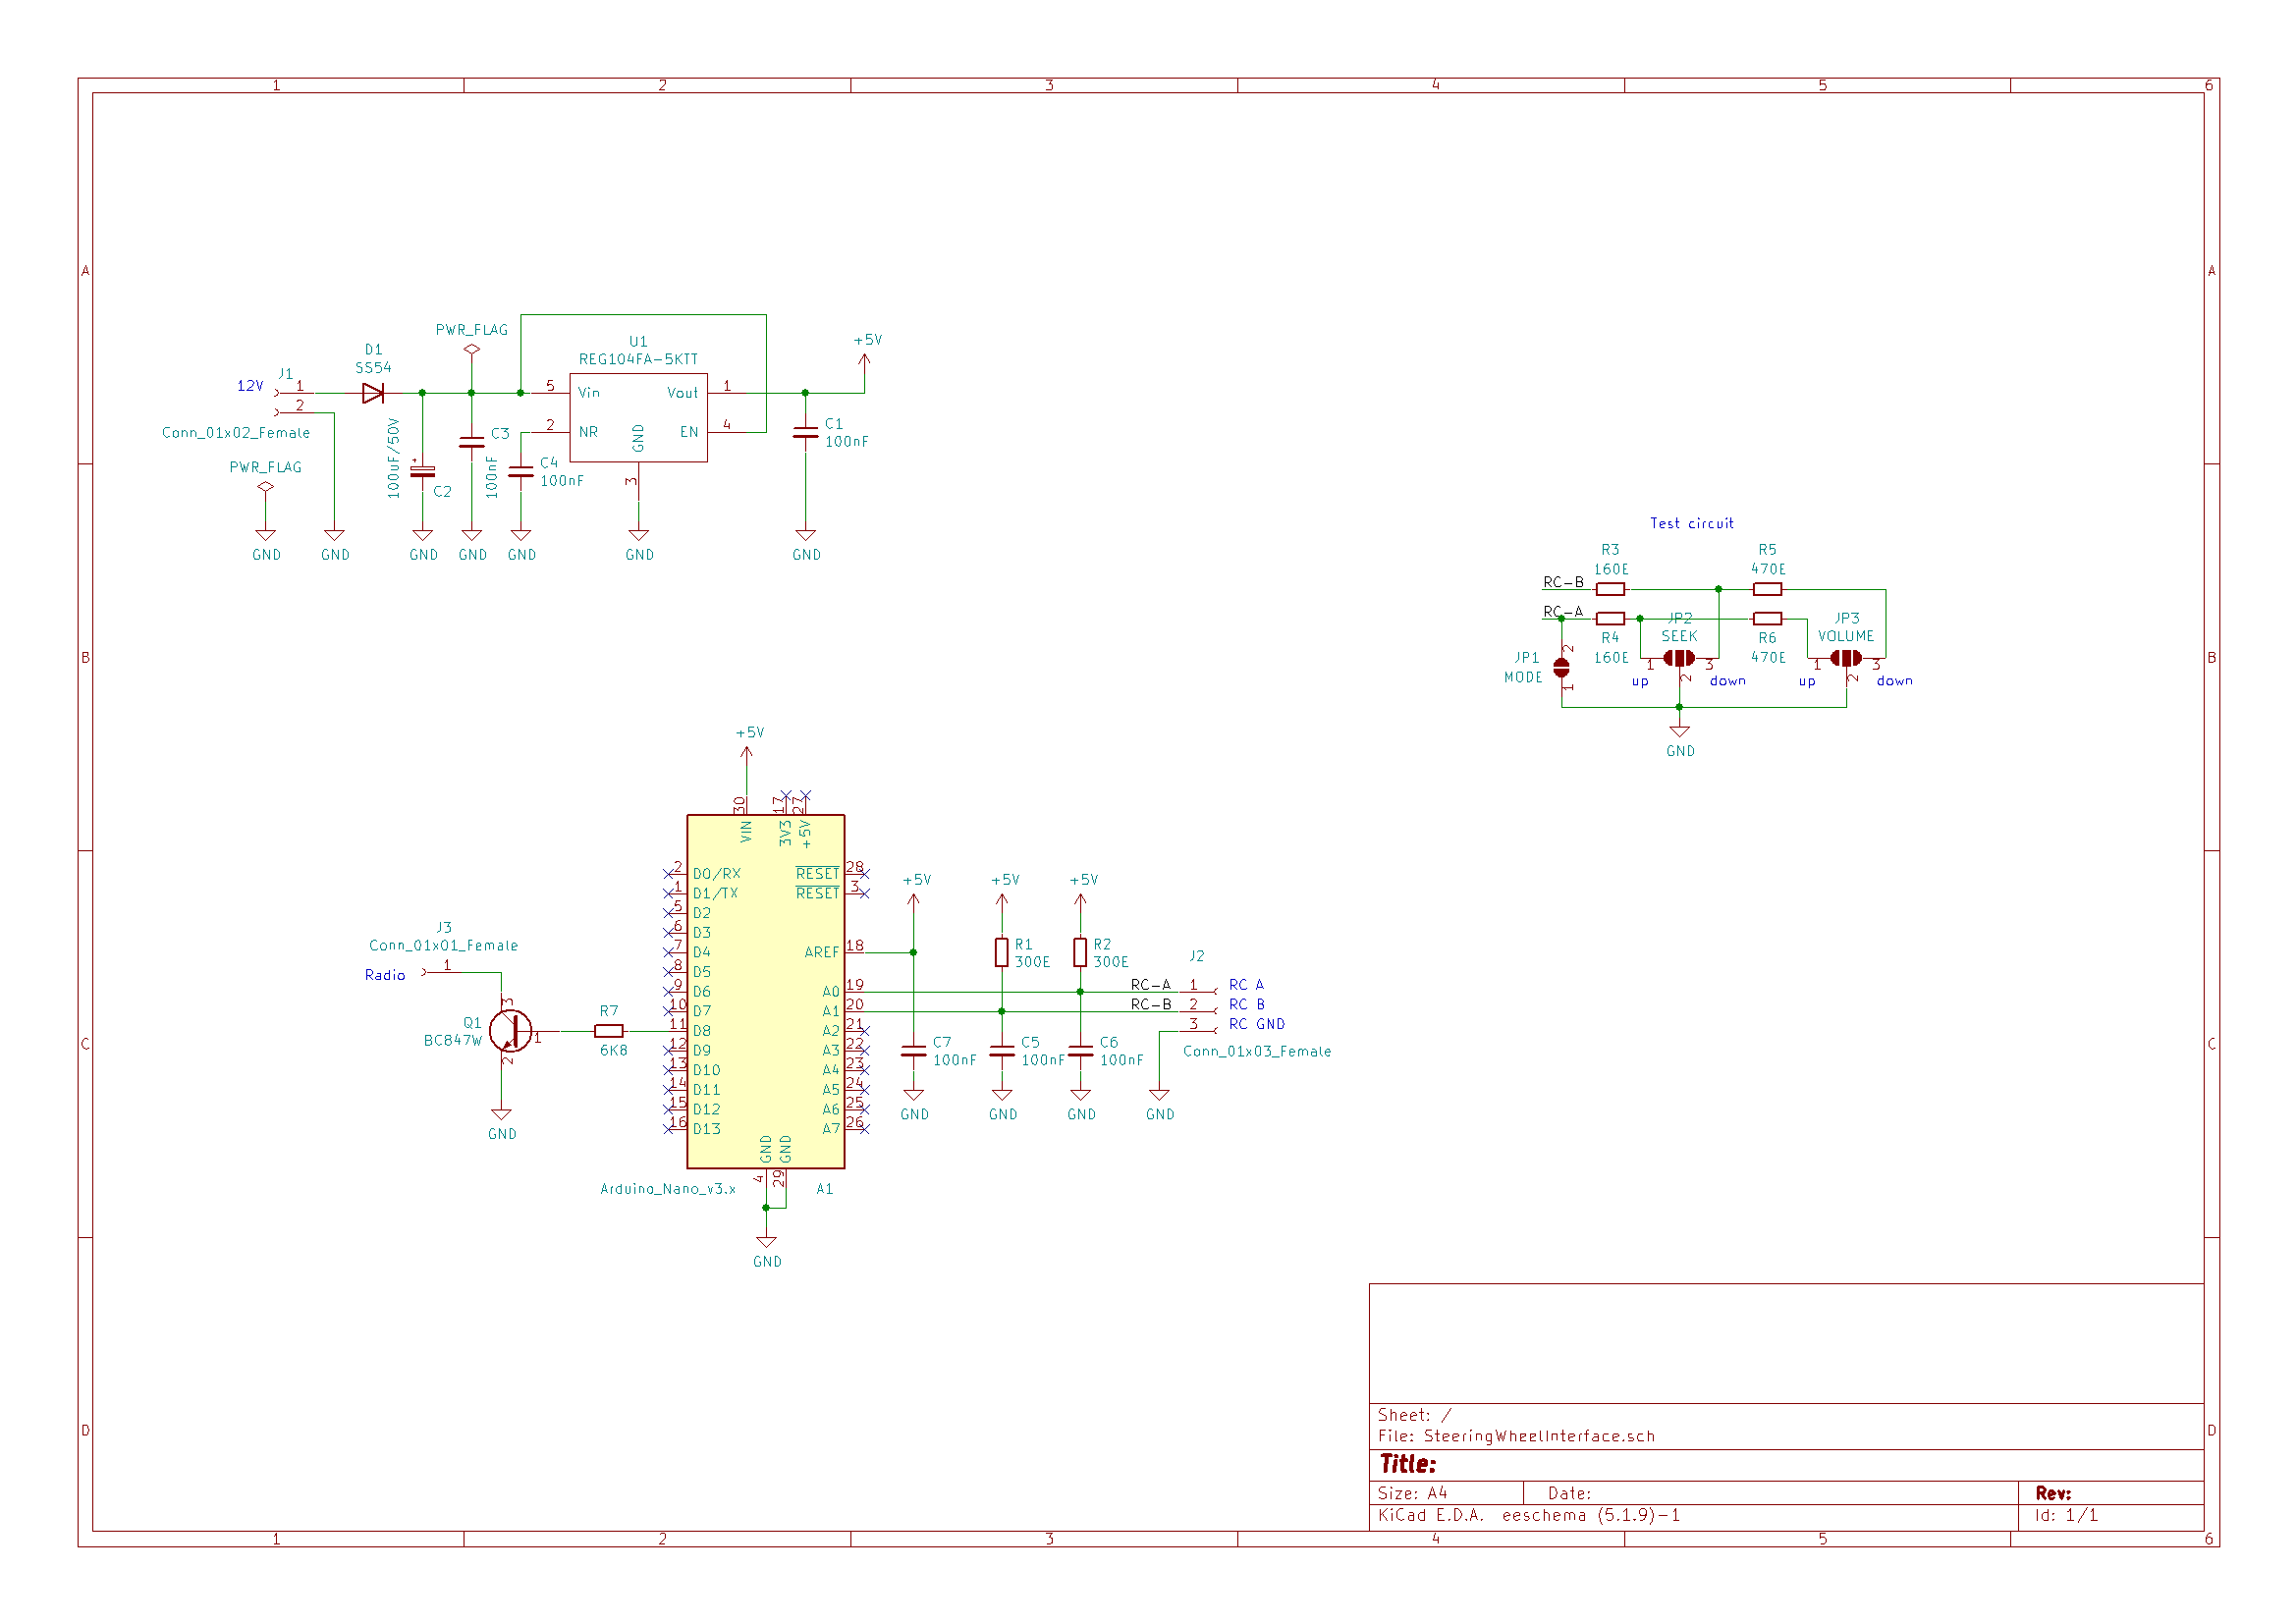 1 2 3 4 5 6
A A
PWR_FLAG
U1
REG104FA-5KTT
+5V
D1
SS54
12V J1 1
2
Conn_01x02_Female
5 Vin Vout 1
2 NR GND EN 4
3
C1
100nF
100uF/50V
C2
C3
100nF
C4
100nF
PWR_FLAG
GND GND GND GND GND GND GND
Test circuit
R3 R5
160E 470E
RC-B
RC-A
JP2 JP3
SEEK VOLUME
R4 R6
160E 470E
JP1
MODE
2
1
1 2 3
1 2 3
up down up down
GND
B B
+5V
30 17 27
VIN 3V3 +5V
2 D0/RX RESET 28
1 D1/TX RESET 3
5 D2
6 D3
7 D4 AREF 18
8 D5
9 D6 A0 19
10 D7 A1 20
11 D8 A2 21
12 D9 A3 22
13 D10 A4 23
14 D11 A5 24
15 D12 A6 25
16 D13 A7 26
GND GND
4 29
Arduino_Nano_v3.x A1
GND
J3
Conn_01x01_Female
Radio 1
3
Q1
BC847W
1
2
GND
R7
6K8
+5V +5V +5V
R1
300E
R2
300E
J2
RC-A 1 RC A
RC-B 2 RC B
3 RC GND
Conn_01x03_Female
C7
100nF
C5
100nF
C6
100nF
GND GND GND GND
C C
Sheet: /
File: SteeringWheelInterface.sch
Title:
Size: A4 Date: Rev:
KiCad E.D.A. eeschema (5.1.9)-1 Id: 1/1
D D
1 2 3 4 5 6